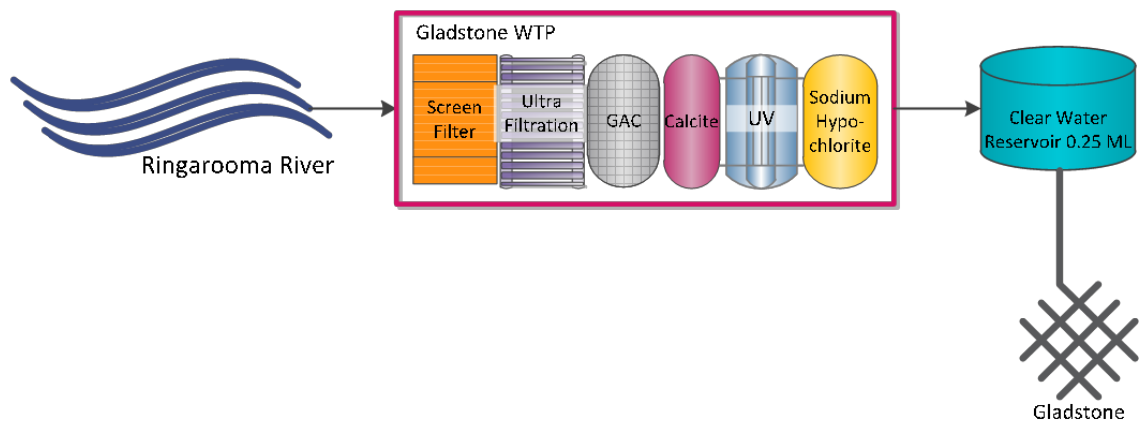 Gladstone WTP
Ringarooma River
Screen
Filter
Ultra
Filtration
GAC
Calcite
UV
Sodium
Hypo-
chlorite
Clear Water
Reservoir 0.25 ML
Gladstone